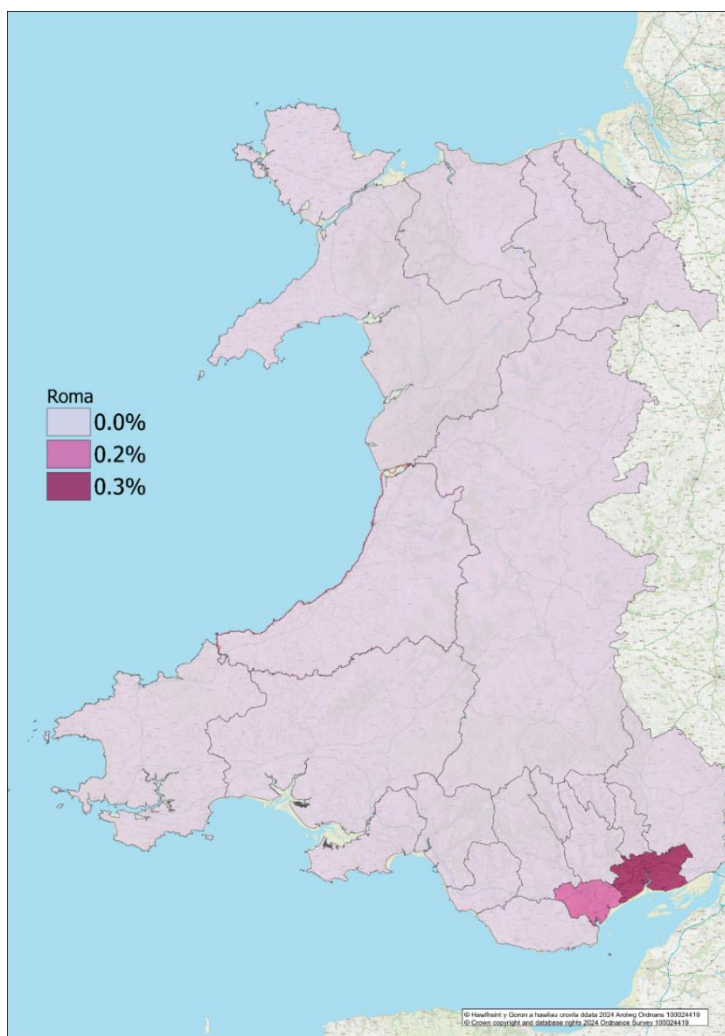 Roma
0.0%
0.2%
0.3%
© Hawlfraint y Goron a hawliau cronfa ddata 2024 Arolwg Ordnans 100024419
© Crown copyright and database rights 2024 Ordnance Survey 100024419